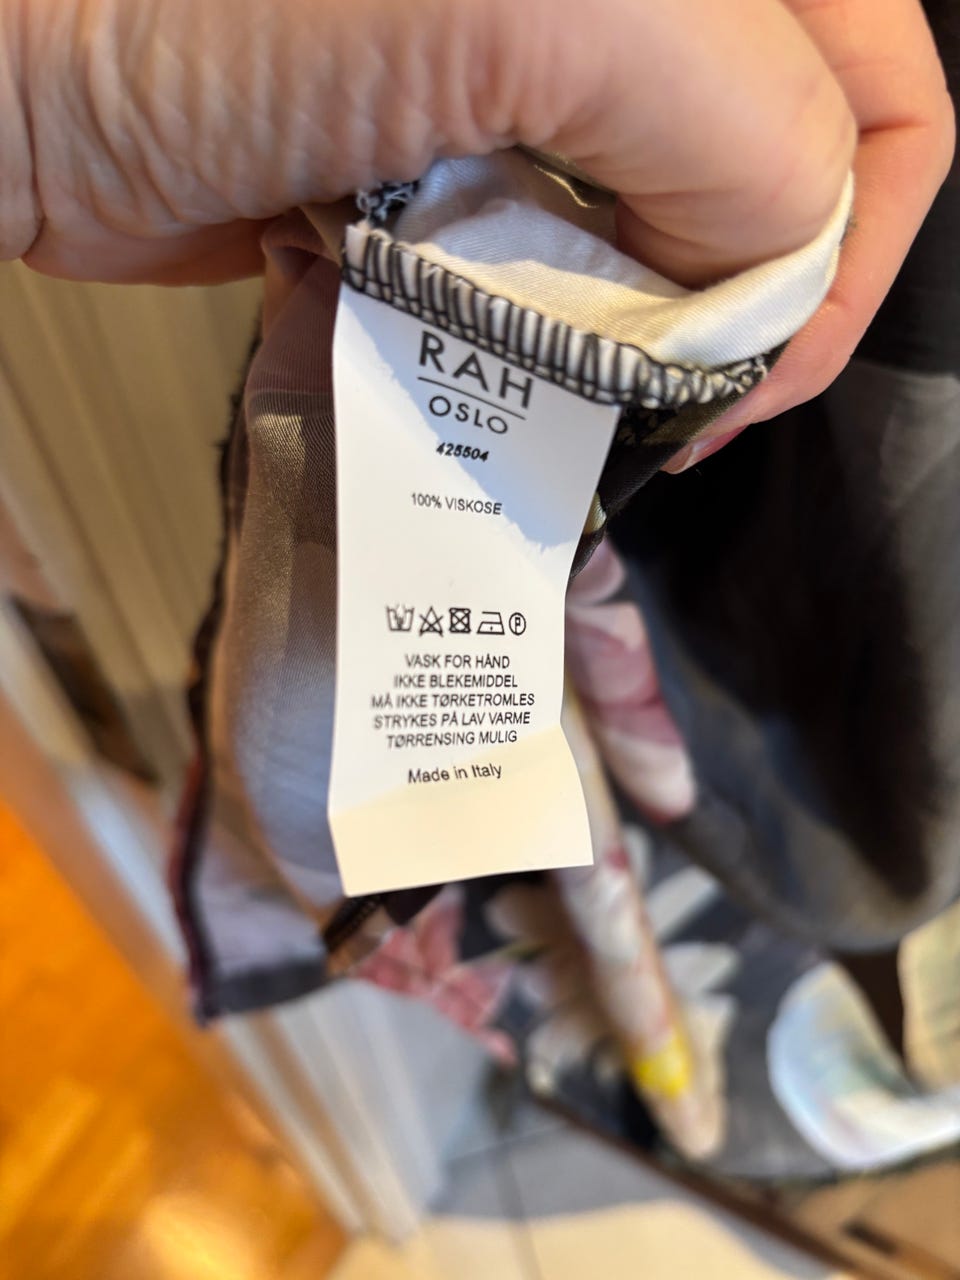 RAH
OSLO
425504
100% VISKOSE
VASK FOR HÅND
IKKE BLEKEMIDDEL
MÅ IKKE TØRKETROMLES
STRYKES PÅ LAV VARME
TØRRENSING MULIG
Made in Italy